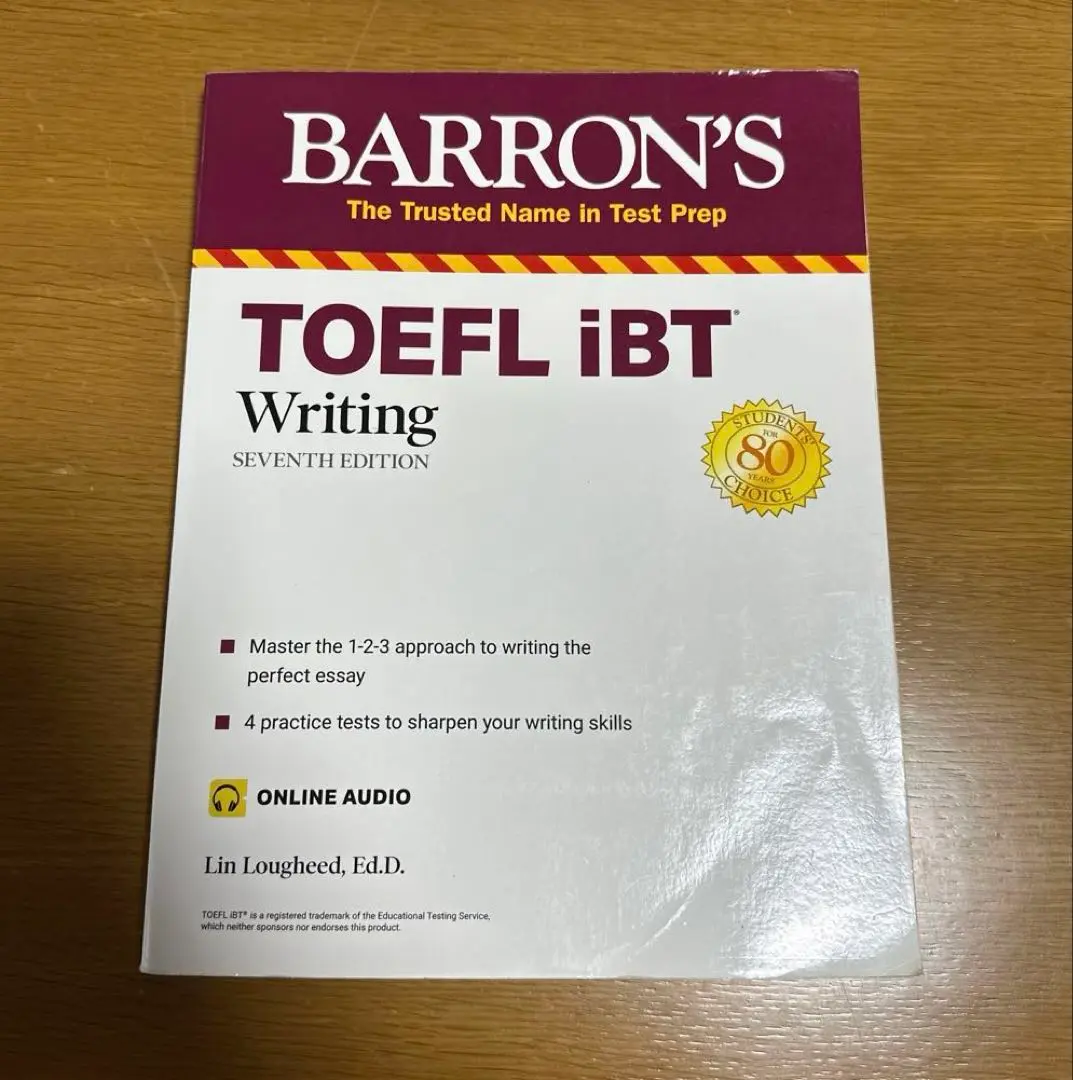 BARRON'S
The Trusted Name in Test Prep
TOEFL iBT®
Writing
SEVENTH EDITION
STUDENTS'
FOR
80
YEARS
CHOICE
■ Master the 1-2-3 approach to writing the
perfect essay
■ 4 practice tests to sharpen your writing skills
ONLINE AUDIO
Lin Lougheed, Ed.D.
TOEFL iBT® is a registered trademark of the Educational Testing Service,
which neither sponsors nor endorses this product.